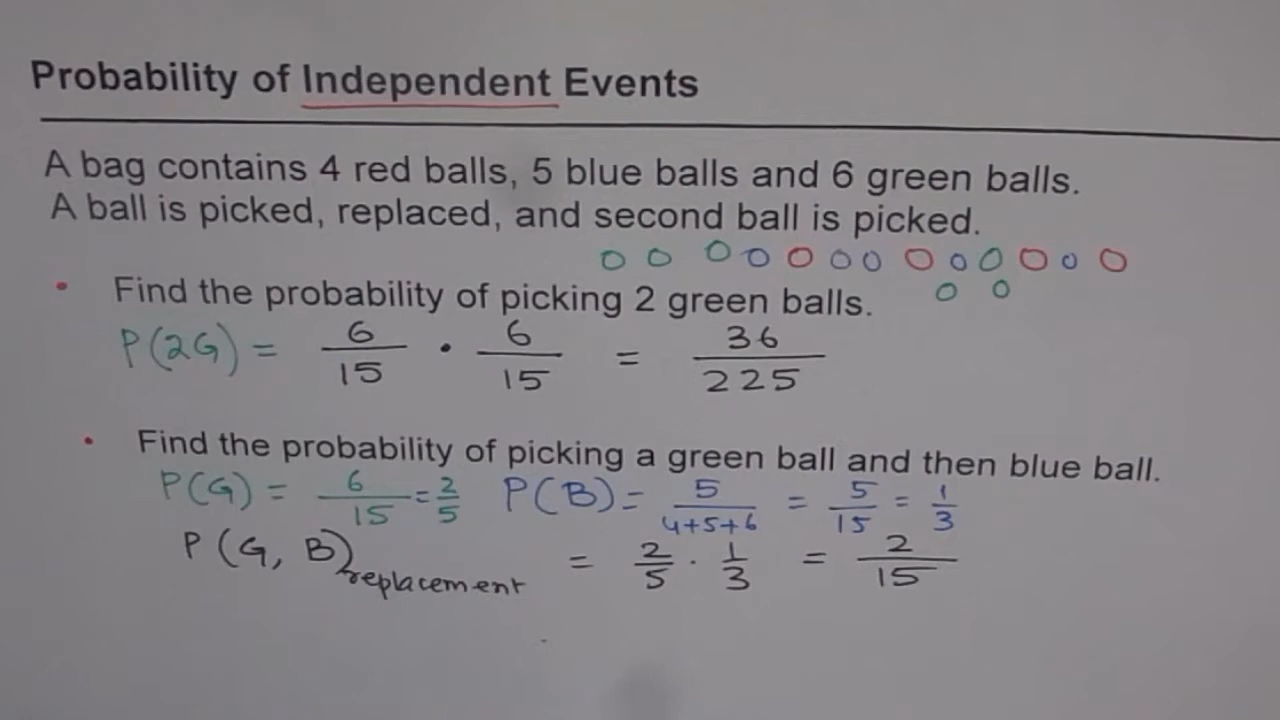 Probability of Independent Events
A bag contains 4 red balls, 5 blue balls and 6 green balls.
A ball is picked, replaced, and second ball is picked.
• Find the probability of picking 2 green balls.
P(2G) = 6/15 · 6/15 = 36/225
• Find the probability of picking a green ball and then blue ball.
P(G) = 6/15 = 2/5 P(B) = 5/4+5+6 = 5/15 = 1/3
P(G, B) replacement = 2/5 · 1/3 = 2/15